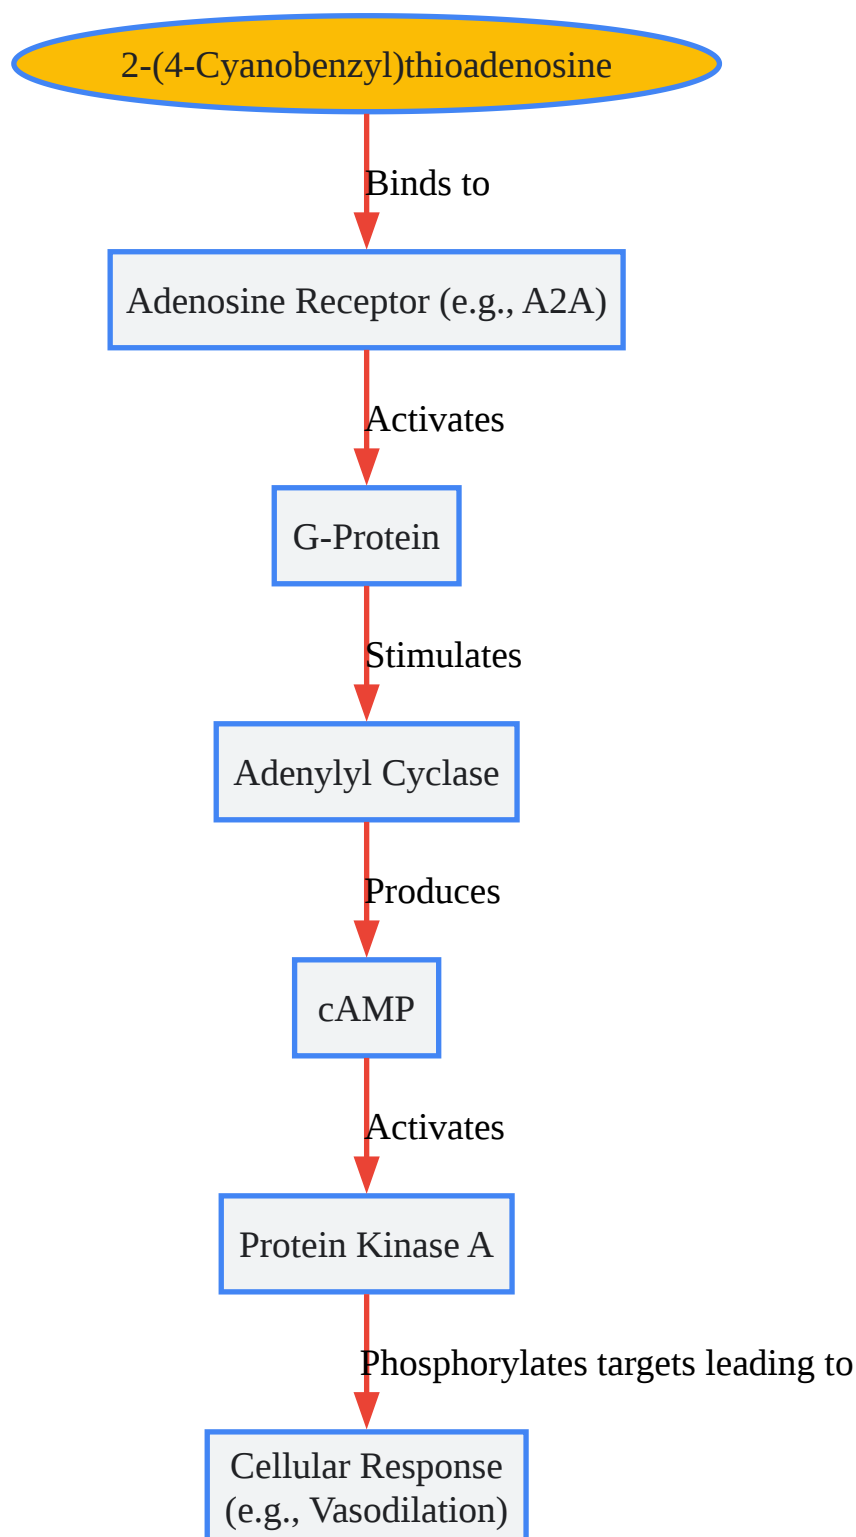 2-(4-Cyanobenzyl)thioadenosine
Binds to
Adenosine Receptor (e.g., A2A)
Activates
G-Protein
Stimulates
Adenylyl Cyclase
Produces
cAMP
Activates
Protein Kinase A
Phosphorylates targets leading to
Cellular Response
(e.g., Vasodilation)